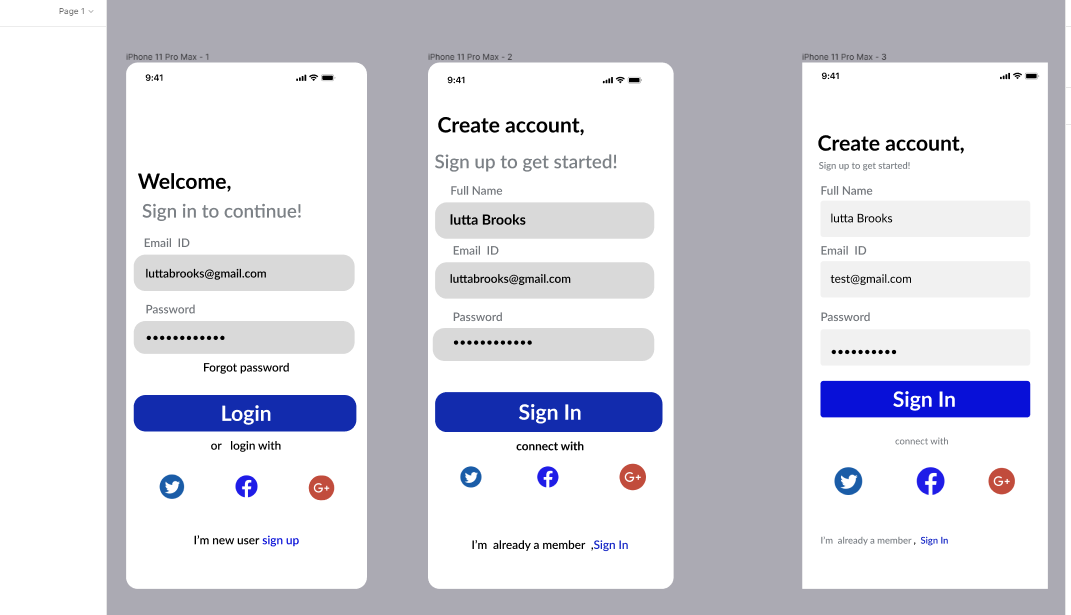 Page 1
iPhone 11 Pro Max - 1
9:41
Welcome,
Sign in to continue!
Email ID
luttabrooks@gmail.com
Password
••••••••••••
Forgot password
Login
or login with
G+
I'm new user sign up
iPhone 11 Pro Max - 2
9:41
Create account,
Sign up to get started!
Full Name
lutta Brooks
Email ID
luttabrooks@gmail.com
Password
••••••••••••
Sign In
connect with
G+
I'm already a member ,Sign In
iPhone 11 Pro Max - 3
9:41
Create account,
Sign up to get started!
Full Name
lutta Brooks
Email ID
test@gmail.com
Password
••••••••••
Sign In
connect with
G+
I'm already a member , Sign In